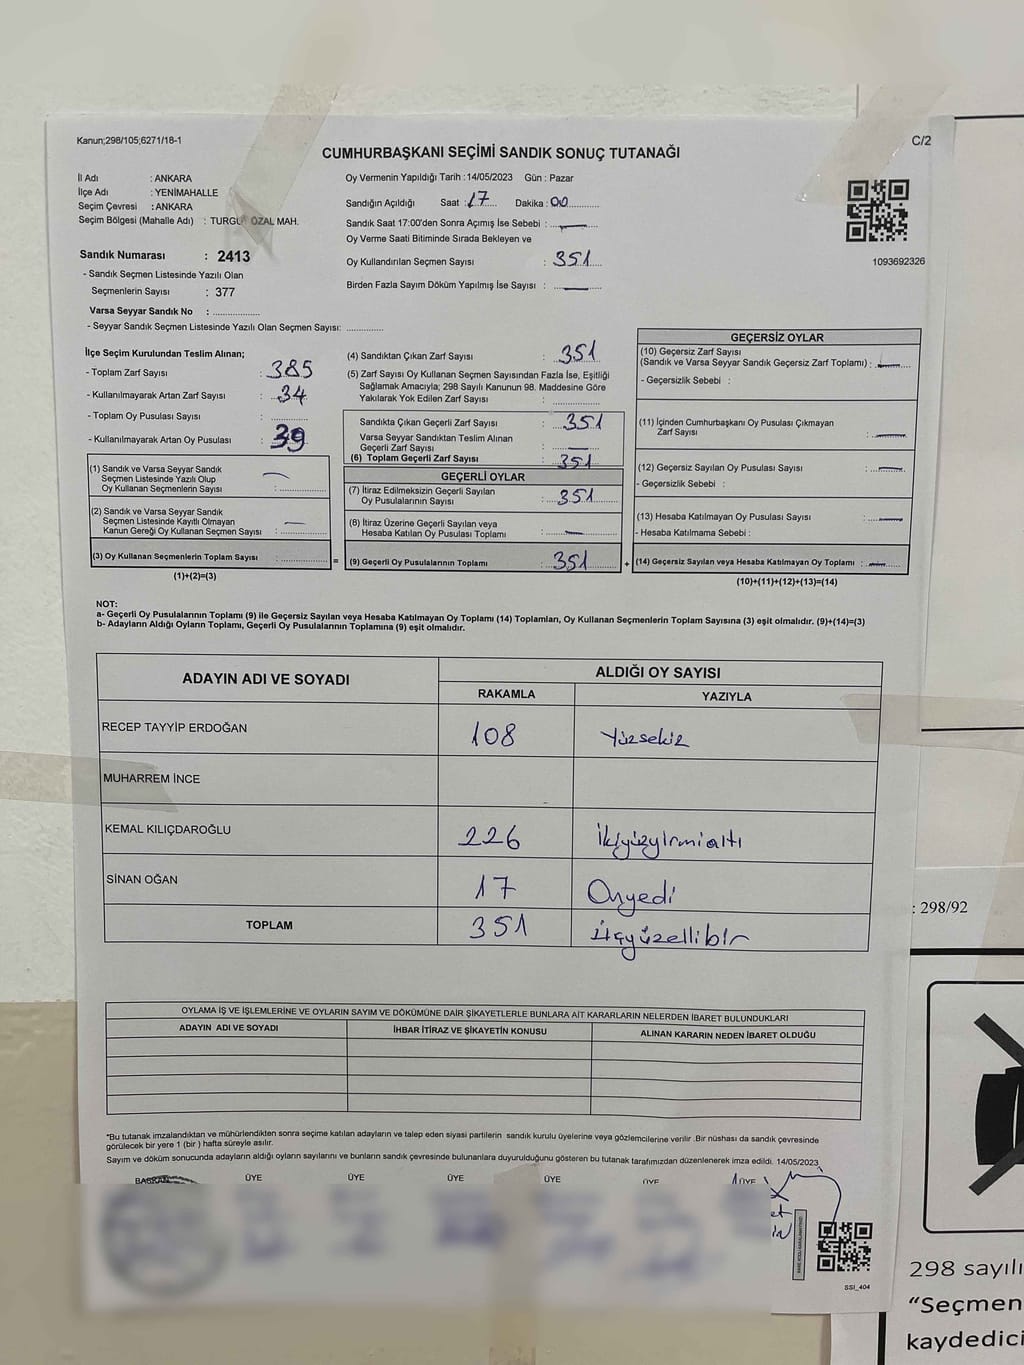 Kanun;298/105;6271/18-1
C/2
CUMHURBAŞKANI SEÇİMİ SANDIK SONUÇ TUTANAĞI
İl Adı : ANKARA
İlçe Adı : YENİMAHALLE
Seçim Çevresi : ANKARA
Seçim Bölgesi (Mahalle Adı) : TURGUT ÖZAL MAH.
Sandık Numarası : 2413
- Sandık Seçmen Listesinde Yazılı Olan
Seçmenlerin Sayısı : 377
Varsa Seyyar Sandık No : ...................
- Seyyar Sandık Seçmen Listesinde Yazılı Olan Seçmen Sayısı: ...............
Oy Vermenin Yapıldığı Tarih : 14/05/2023 Gün : Pazar
Sandığın Açıldığı Saat : 17 Dakika : 00
Sandık Saat 17:00'den Sonra Açımış İse Sebebi : —
Oy Verme Saati Bitiminde Sırada Bekleyen ve
Oy Kullandırılan Seçmen Sayısı : 351
Birden Fazla Sayım Döküm Yapılmış İse Sayısı : —
1093692326
İlçe Seçim Kurulundan Teslim Alınan;
- Toplam Zarf Sayısı : 385
- Kullanılmayarak Artan Zarf Sayısı : 34
- Toplam Oy Pusulası Sayısı : ...............
- Kullanılmayarak Artan Oy Pusulası : 39
(1) Sandık ve Varsa Seyyar Sandık
Seçmen Listesinde Yazılı Olup
Oy Kullanan Seçmenlerin Sayısı : —
(2) Sandık ve Varsa Seyyar Sandık
Seçmen Listesinde Kayıtlı Olmayan
Kanun Gereği Oy Kullanan Seçmen Sayısı : —
(3) Oy Kullanan Seçmenlerin Toplam Sayısı : ............... =
(1)+(2)=(3)
(4) Sandıktan Çıkan Zarf Sayısı : 351
(5) Zarf Sayısı Oy Kullanan Seçmen Sayısından Fazla İse, Eşitliği
Sağlamak Amacıyla; 298 Sayılı Kanunun 98. Maddesine Göre
Yakılarak Yok Edilen Zarf Sayısı : ...............
Sandıkta Çıkan Geçerli Zarf Sayısı : 351
Varsa Seyyar Sandıktan Teslim Alınan
Geçerli Zarf Sayısı : —
(6) Toplam Geçerli Zarf Sayısı : 351
GEÇERLİ OYLAR
(7) İtiraz Edilmeksizin Geçerli Sayılan
Oy Pusulalarının Sayısı : 351
(8) İtiraz Üzerine Geçerli Sayılan veya
Hesaba Katılan Oy Pusulası Toplamı : —
(9) Geçerli Oy Pusulalarının Toplamı : 351 +
GEÇERSİZ OYLAR
(10) Geçersiz Zarf Sayısı
(Sandık ve Varsa Seyyar Sandık Geçersiz Zarf Toplamı) : —
- Geçersizlik Sebebi :
(11) İçinden Cumhurbaşkanı Oy Pusulası Çıkmayan
Zarf Sayısı : —
(12) Geçersiz Sayılan Oy Pusulası Sayısı : —
- Geçersizlik Sebebi :
(13) Hesaba Katılmayan Oy Pusulası Sayısı : —
- Hesaba Katılmama Sebebi :
(14) Geçersiz Sayılan veya Hesaba Katılmayan Oy Toplamı : —
(10)+(11)+(12)+(13)=(14)
NOT:
a- Geçerli Oy Pusulalarının Toplamı (9) ile Geçersiz Sayılan veya Hesaba Katılmayan Oy Toplamı (14) Toplamları, Oy Kullanan Seçmenlerin Toplam Sayısına (3) eşit olmalıdır. (9)+(14)=(3)
b- Adayların Aldığı Oyların Toplamı, Geçerli Oy Pusulalarının Toplamına (9) eşit olmalıdır.
ADAYIN ADI VE SOYADI ALDIĞI OY SAYISI
RAKAMLA YAZIYLA
RECEP TAYYİP ERDOĞAN 108 Yüzsekiz
MUHARREM İNCE
KEMAL KILIÇDAROĞLU 226 İkiyüzyirmialtı
SİNAN OĞAN 17 Onyedi
TOPLAM 351 Üçyüzellibir
OYLAMA İŞ VE İŞLEMLERİNE VE OYLARIN SAYIM VE DÖKÜMÜNE DAİR ŞİKAYETLERLE BUNLARA AİT KARARLARIN NELERDEN İBARET BULUNDUKLARI
ADAYIN ADI VE SOYADI İHBAR İTİRAZ VE ŞİKAYETİN KONUSU ALINAN KARARIN NEDEN İBARET OLDUĞU
*Bu tutanak imzalandıktan ve mühürlendikten sonra seçime katılan adayların ve talep eden siyasi partilerin sandık kurulu üyelerine veya gözlemcilerine verilir .Bir nüshası da sandık çevresinde
görülecek bir yere 1 (bir ) hafta süreyle asılır.
Sayım ve döküm sonucunda adayların aldığı oyların sayılarını ve bunların sandık çevresinde bulunanlara duyurulduğunu gösteren bu tutanak tarafımızdan düzenlenerek imza edildi. 14/05/2023
BAŞKAN ÜYE ÜYE ÜYE ÜYE ÜYE ÜYE
SSI_404
: 298/92
298 sayılı
“Seçmen
kaydedici